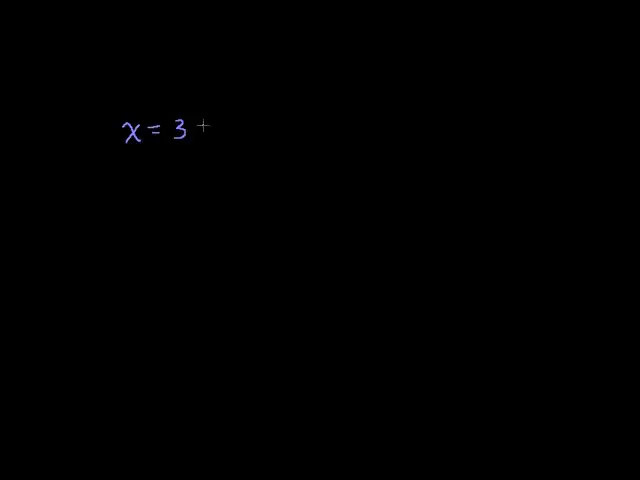 x = 3